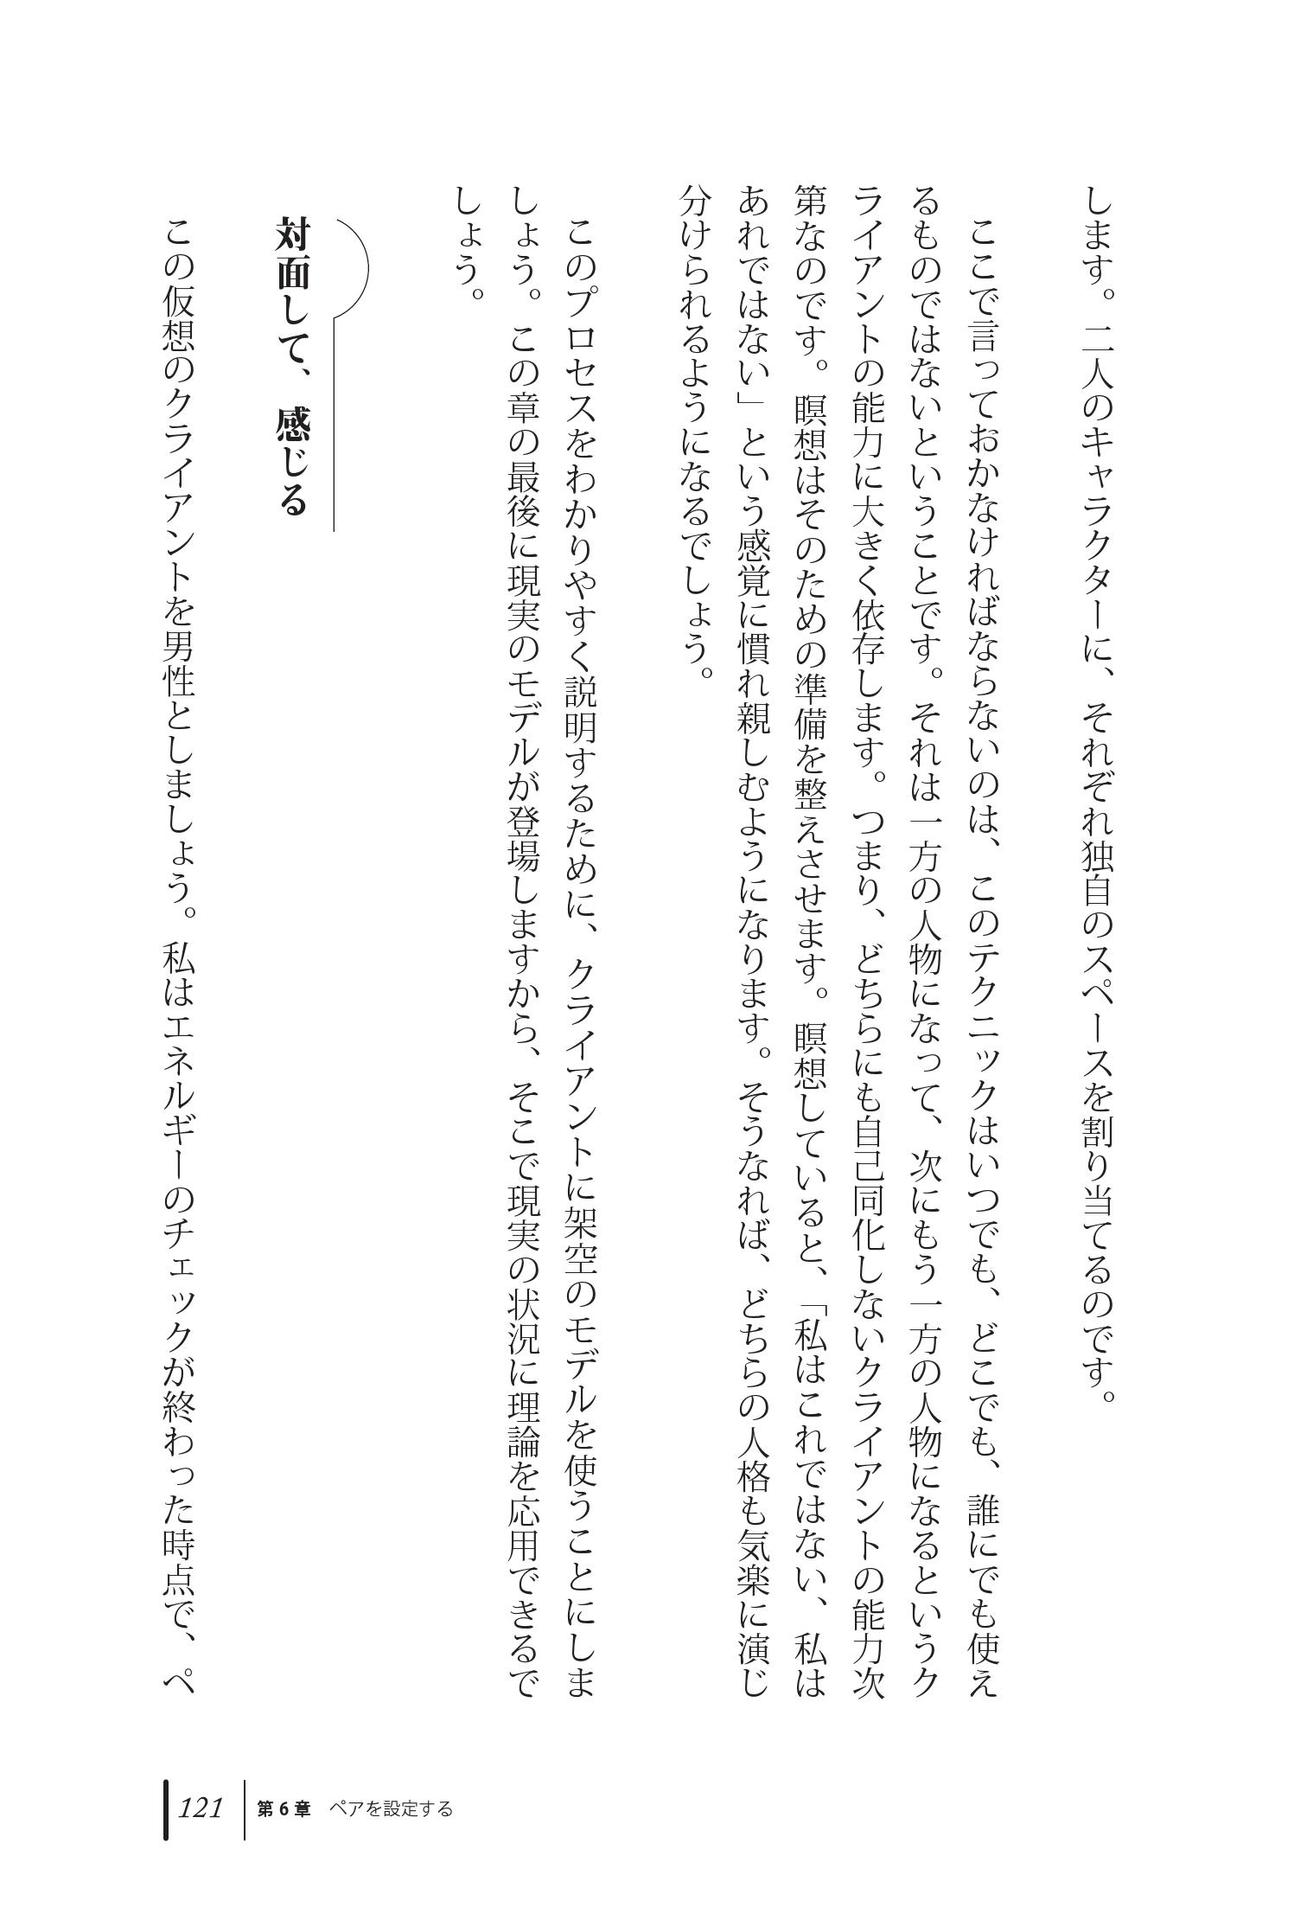 します。二人のキャラクターに、それぞれ独自のスペースを割り当てるのです。
ここで言っておかなければならないのは、このテクニックはいつでも、どこでも、誰にでも使え
るものではないということです。それは一方の人物になって、次にもう一方の人物になるというク
ライアントの能力に大きく依存します。つまり、どちらにも自己同化しないクライアントの能力次
第なのです。瞑想はそのための準備を整えさせます。瞑想していると、「私はこれではない、私は
あれではない」という感覚に慣れ親しむようになります。そうなれば、どちらの人格も気楽に演じ
分けられるようになるでしょう。
このプロセスをわかりやすく説明するために、クライアントに架空のモデルを使うことにしま
しょう。この章の最後に現実のモデルが登場しますから、そこで現実の状況に理論を応用できるで
しょう。
対面して、感じる
この仮想のクライアントを男性としましょう。私はエネルギーのチェックが終わった時点で、ペ
121 第6章 ペアを設定する